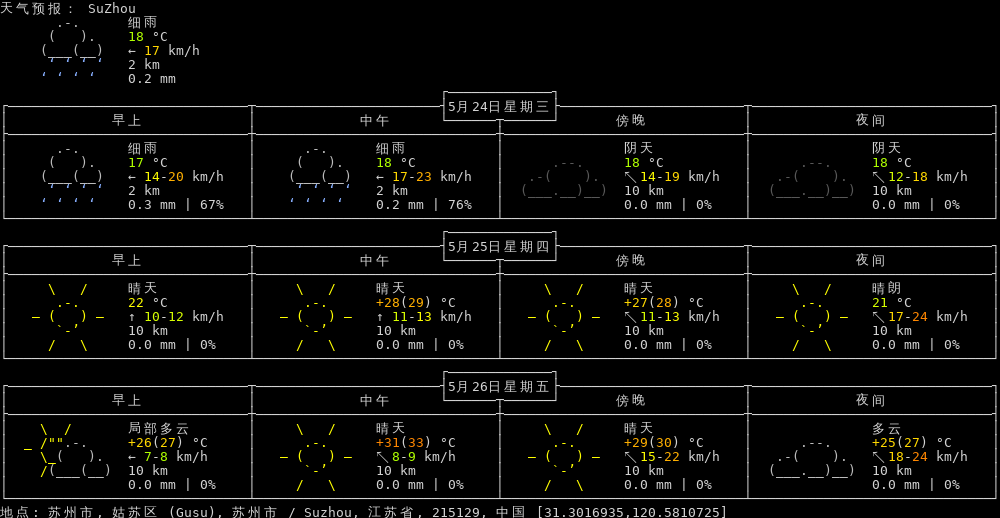 天气预报： SuZhou
细雨
18 °C
← 17 km/h
2 km
0.2 mm
5月24日星期三
早上 中午 傍晚 夜间
细雨 细雨 阴天 阴天
17 °C 18 °C 18 °C 18 °C
← 14-20 km/h ← 17-23 km/h ↖ 14-19 km/h ↖ 12-18 km/h
2 km 2 km 10 km 10 km
0.3 mm | 67% 0.2 mm | 76% 0.0 mm | 0% 0.0 mm | 0%
5月25日星期四
早上 中午 傍晚 夜间
晴天 晴天 晴天 晴朗
22 °C +28(29) °C +27(28) °C 21 °C
↑ 10-12 km/h ↑ 11-13 km/h ↖ 11-13 km/h ↖ 17-24 km/h
10 km 10 km 10 km 10 km
0.0 mm | 0% 0.0 mm | 0% 0.0 mm | 0% 0.0 mm | 0%
5月26日星期五
早上 中午 傍晚 夜间
局部多云 晴天 晴天 多云
+26(27) °C +31(33) °C +29(30) °C +25(27) °C
← 7-8 km/h ↖ 8-9 km/h ↖ 15-22 km/h ↖ 18-24 km/h
10 km 10 km 10 km 10 km
0.0 mm | 0% 0.0 mm | 0% 0.0 mm | 0% 0.0 mm | 0%
地点: 苏州市, 姑苏区 (Gusu), 苏州市 / Suzhou, 江苏省, 215129, 中国 [31.3016935,120.5810725]